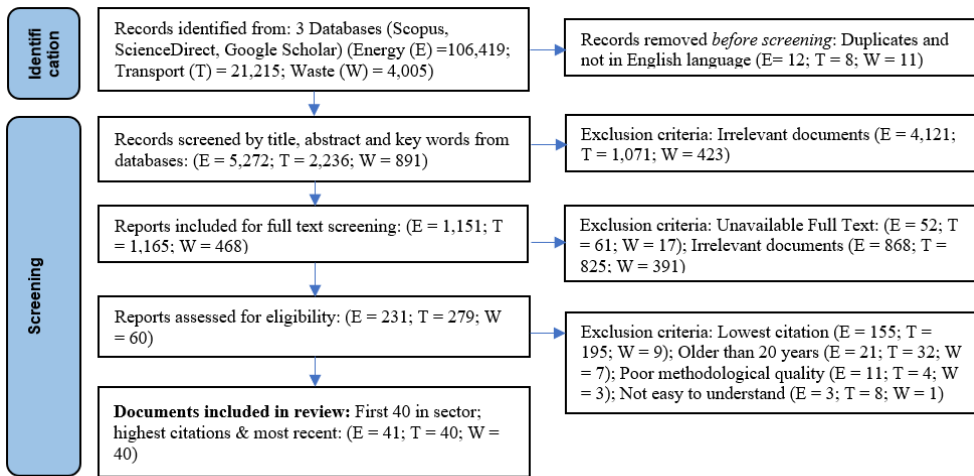 Identifi
cation
Records identified from: 3 Databases (Scopus,
ScienceDirect, Google Scholar) (Energy (E) =106,419;
Transport (T) = 21,215; Waste (W) = 4,005)
Records removed before screening: Duplicates and
not in English language (E= 12; T = 8; W = 11)
Screening
Records screened by title, abstract and key words from
databases: (E = 5,272; T = 2,236; W = 891)
Exclusion criteria: Irrelevant documents (E = 4,121;
T = 1,071; W = 423)
Reports included for full text screening: (E = 1,151; T
= 1,165; W = 468)
Exclusion criteria: Unavailable Full Text: (E = 52; T
= 61; W = 17); Irrelevant documents (E = 868; T =
825; W = 391)
Reports assessed for eligibility: (E = 231; T = 279; W
= 60)
Exclusion criteria: Lowest citation (E = 155; T =
195; W = 9); Older than 20 years (E = 21; T = 32; W =
7); Poor methodological quality (E = 11; T = 4; W =
3); Not easy to understand (E = 3; T = 8; W = 1)
Documents included in review: First 40 in sector;
highest citations & most recent: (E = 41; T = 40; W =
40)